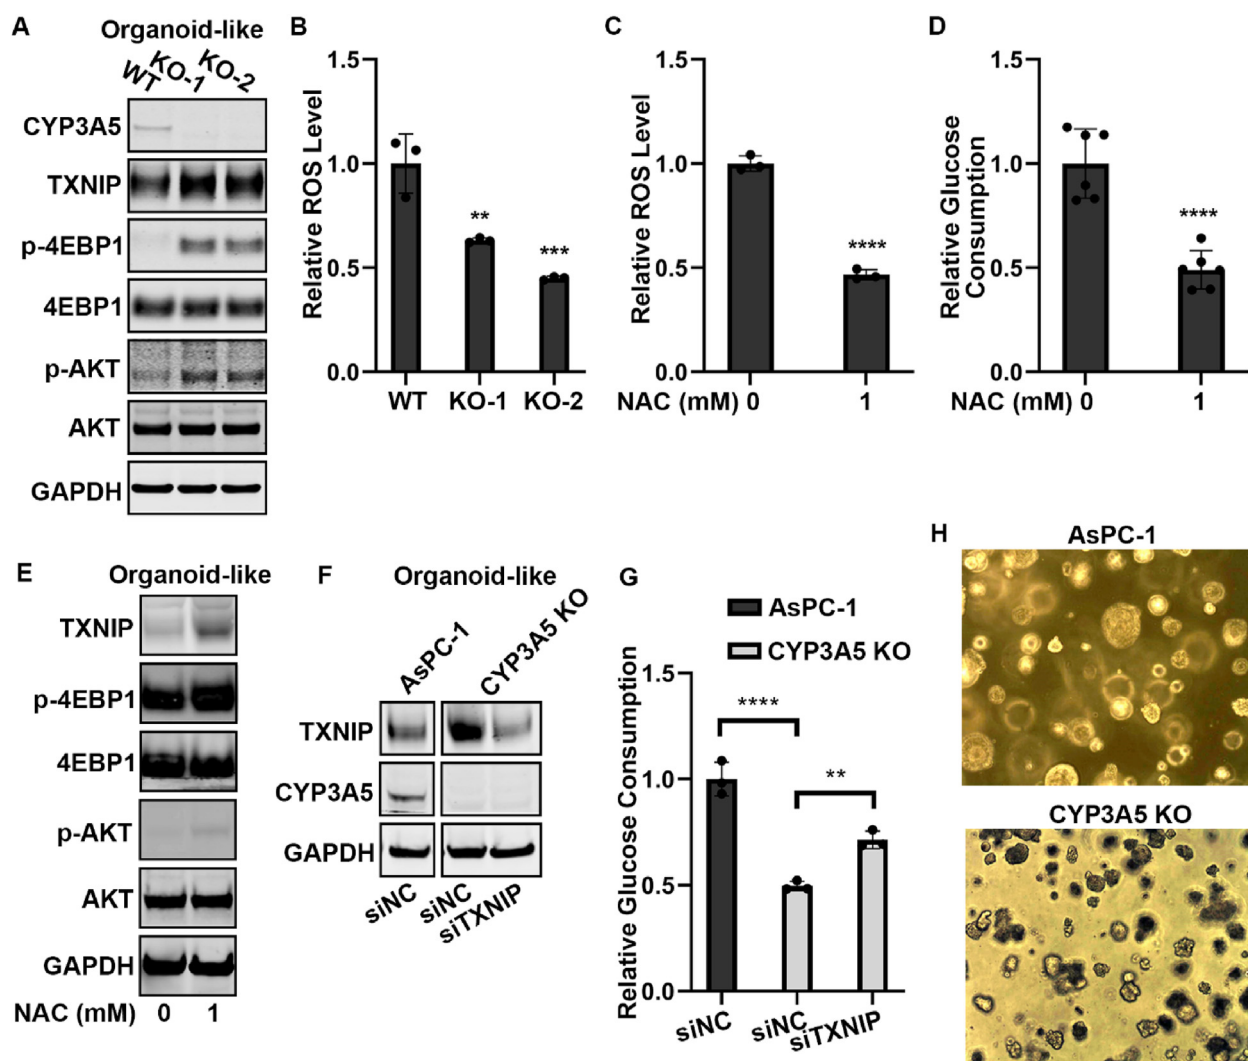 A
Organoid-like
WT KO-1 KO-2
CYP3A5
TXNIP
p-4EBP1
4EBP1
p-AKT
AKT
GAPDH
B
Relative ROS Level
1.5
1.0
0.5
0.0
**
***
WT KO-1 KO-2
C
Relative ROS Level
1.5
1.0
0.5
0.0
****
NAC (mM) 0 1
D
Relative Glucose
Consumption
1.5
1.0
0.5
0.0
****
NAC (mM) 0 1
E
Organoid-like
TXNIP
p-4EBP1
4EBP1
p-AKT
AKT
GAPDH
NAC (mM) 0 1
F
Organoid-like
AsPC-1 CYP3A5 KO
TXNIP
CYP3A5
GAPDH
siNC siNC siTXNIP
G
AsPC-1
CYP3A5 KO
Relative Glucose Consumption
1.5
1.0
0.5
0.0
****
**
siNC siNC siTXNIP
H
AsPC-1
CYP3A5 KO